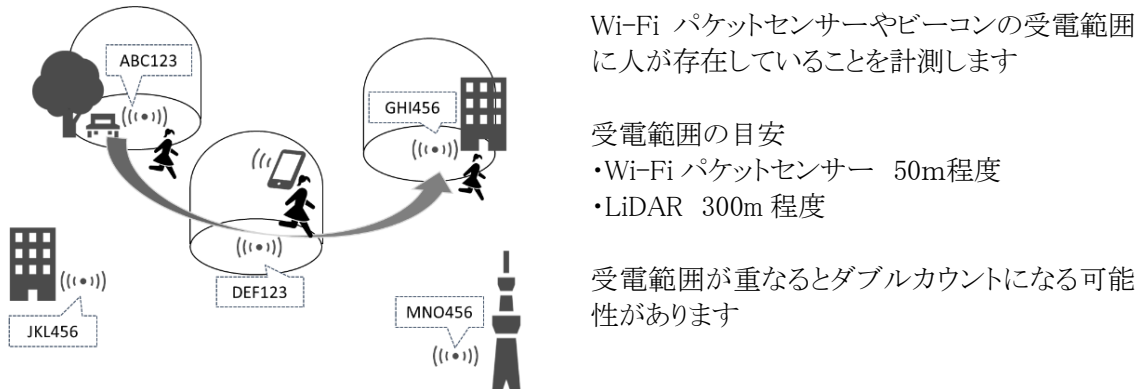 ABC123
GHI456
DEF123
JKL456
MNO456
Wi-Fi パケットセンサーやビーコンの受電範囲
に人が存在していることを計測します
受電範囲の目安
・Wi-Fi パケットセンサー 50m程度
・LiDAR 300m 程度
受電範囲が重なるとダブルカウントになる可能
性があります